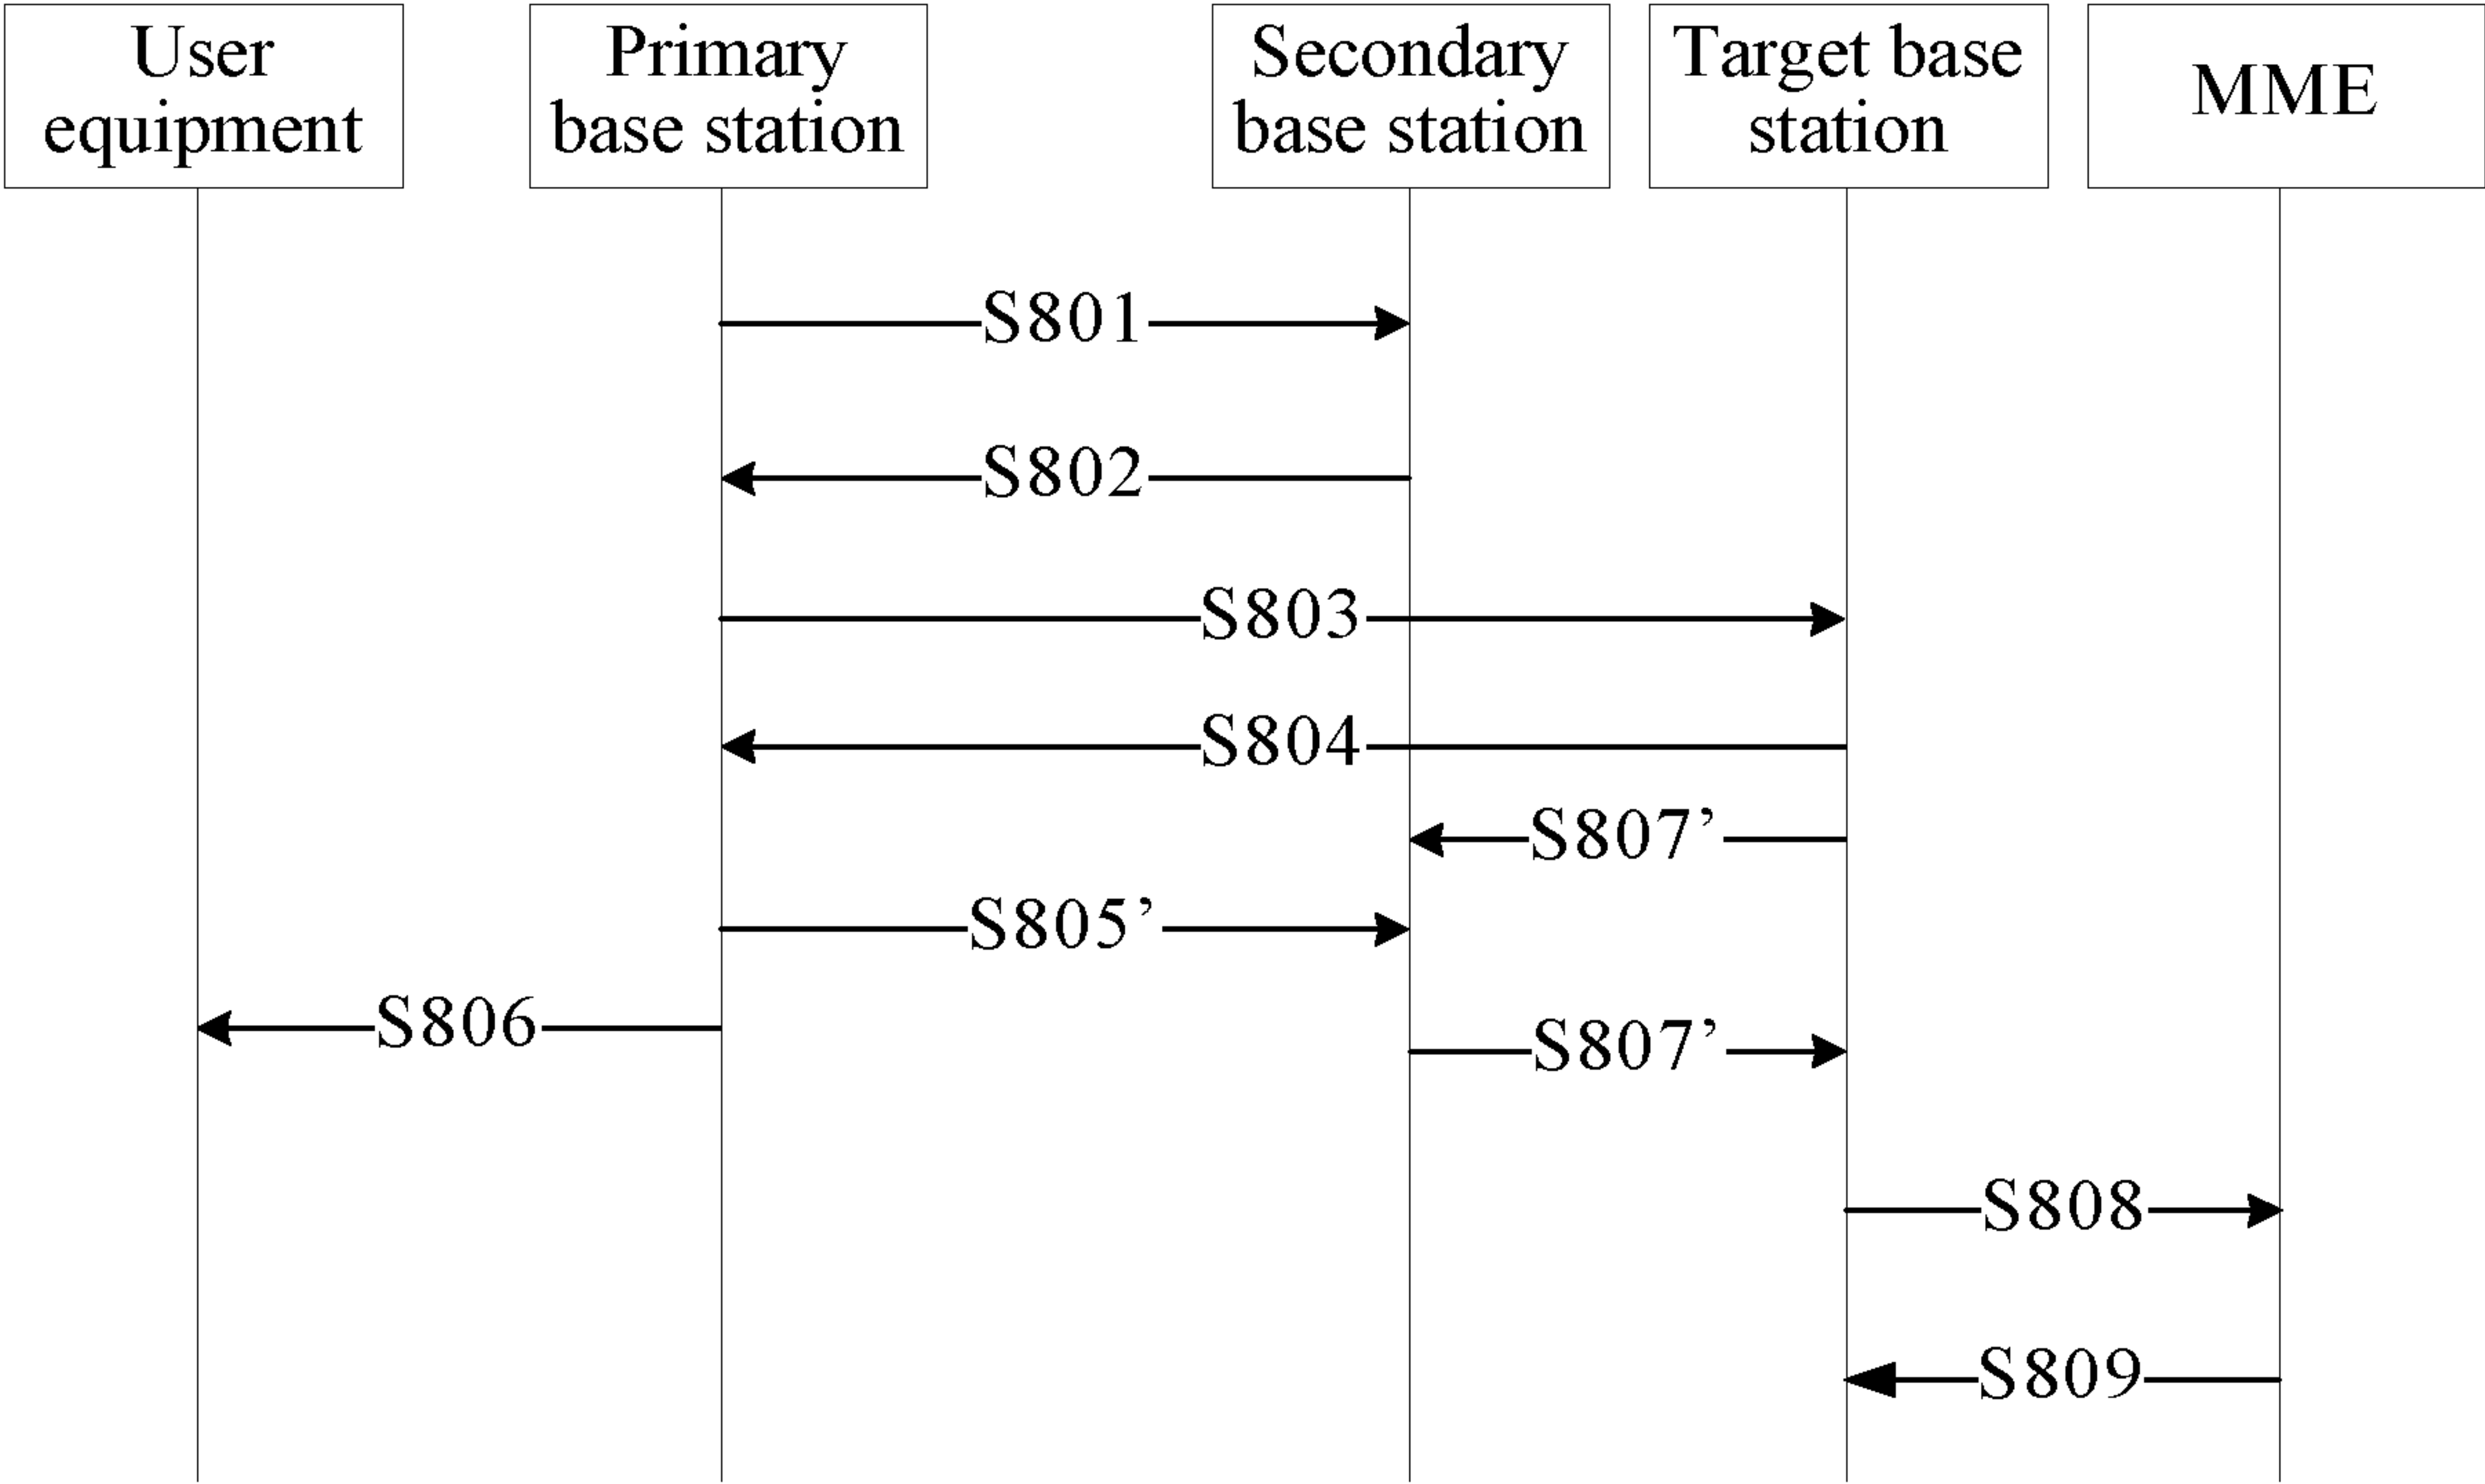 User
equipment
Primary
base station
Secondary
base station
Target base
station
MME
S801
S802
S803
S804
S807’
S805’
S806
S807’
S808
S809